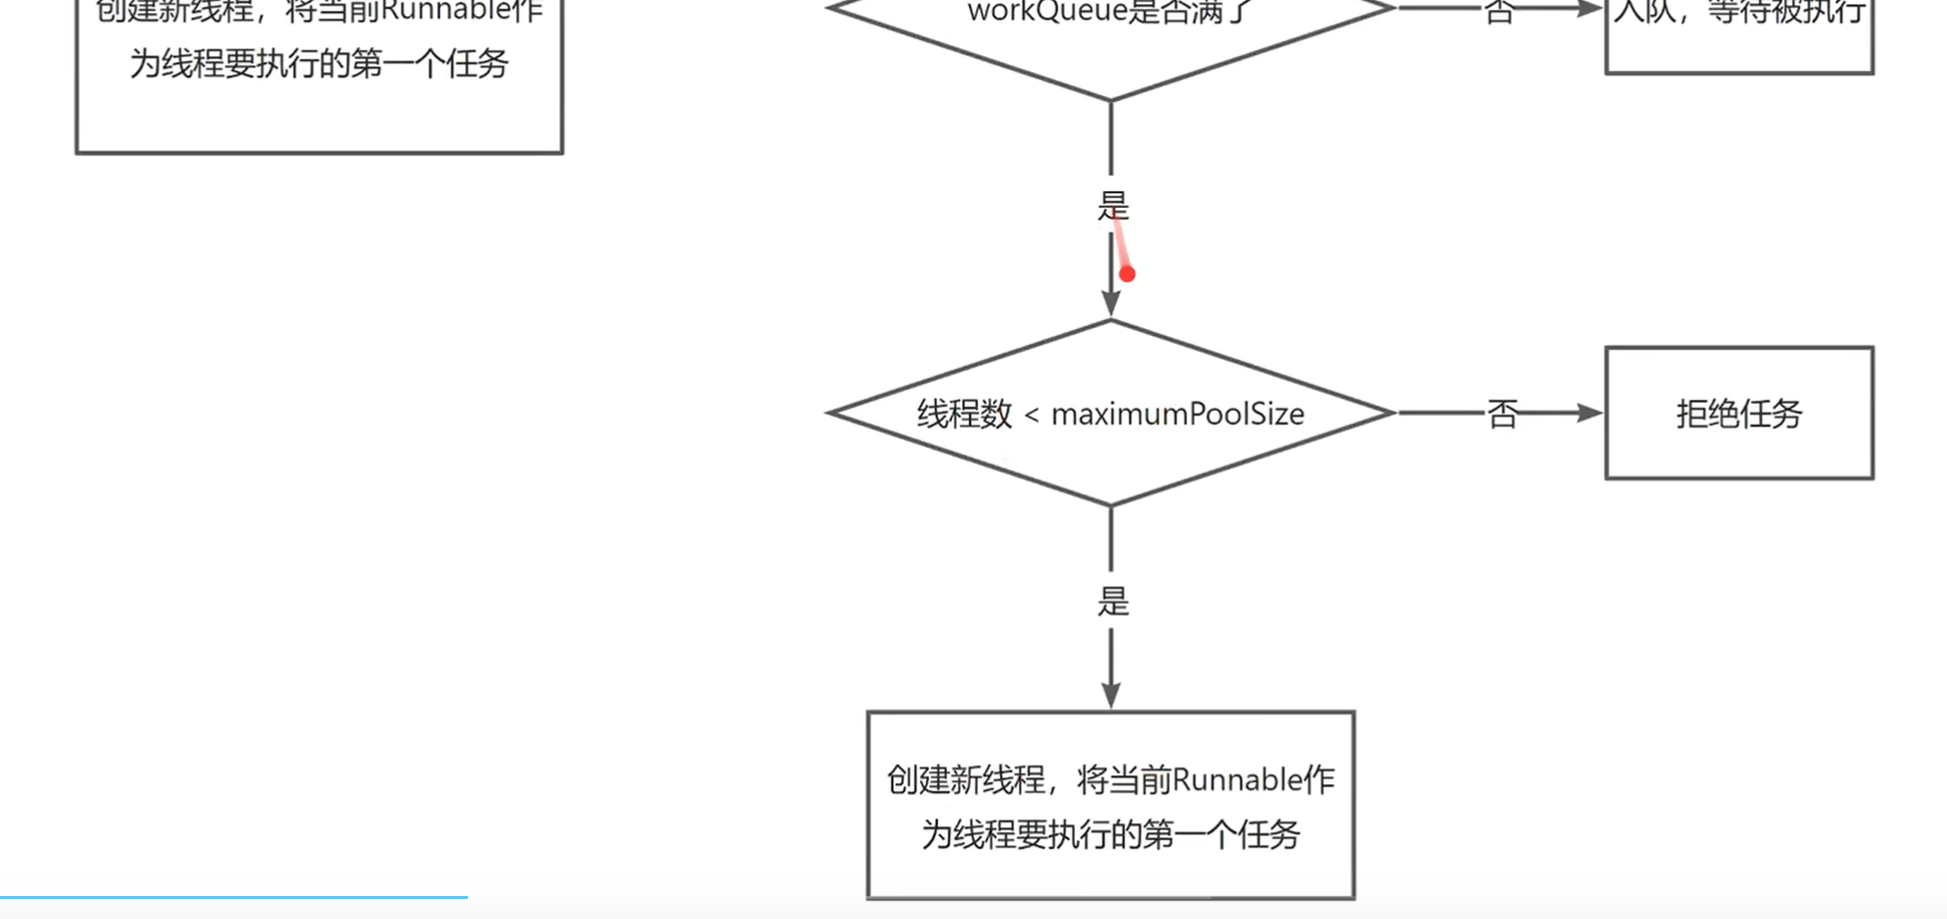 创建新线程，将当前Runnable作
为线程要执行的第一个任务
workQueue是否满了
否
入队，等待被执行
是
线程数 < maximumPoolSize
否
拒绝任务
是
创建新线程，将当前Runnable作
为线程要执行的第一个任务